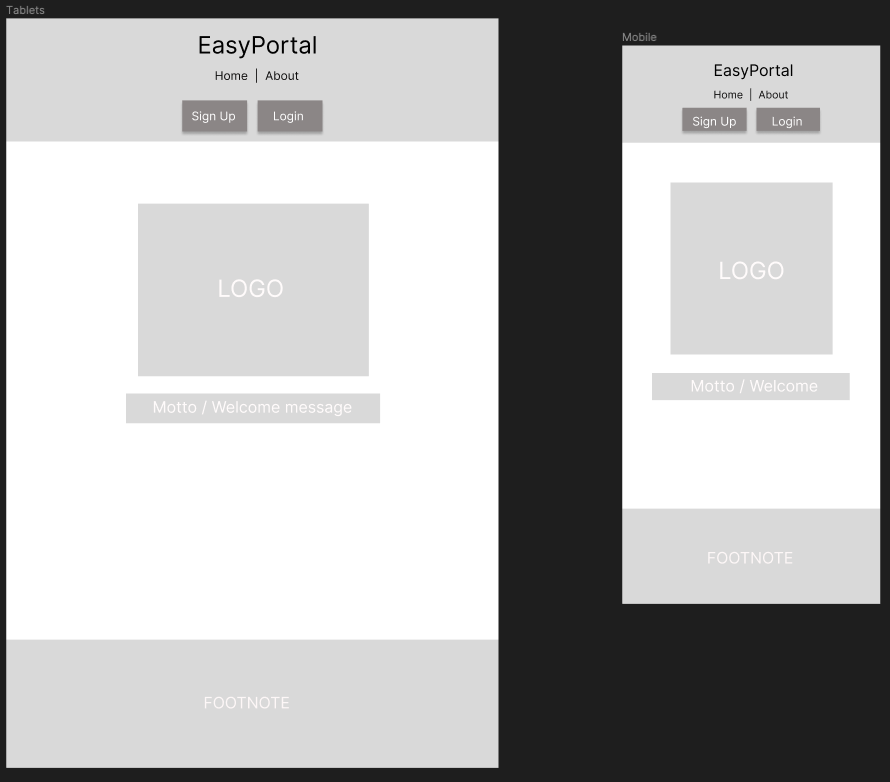 Tablets
EasyPortal
Home | About
Sign Up Login
LOGO
Motto / Welcome message
FOOTNOTE
Mobile
EasyPortal
Home | About
Sign Up Login
LOGO
Motto / Welcome
FOOTNOTE